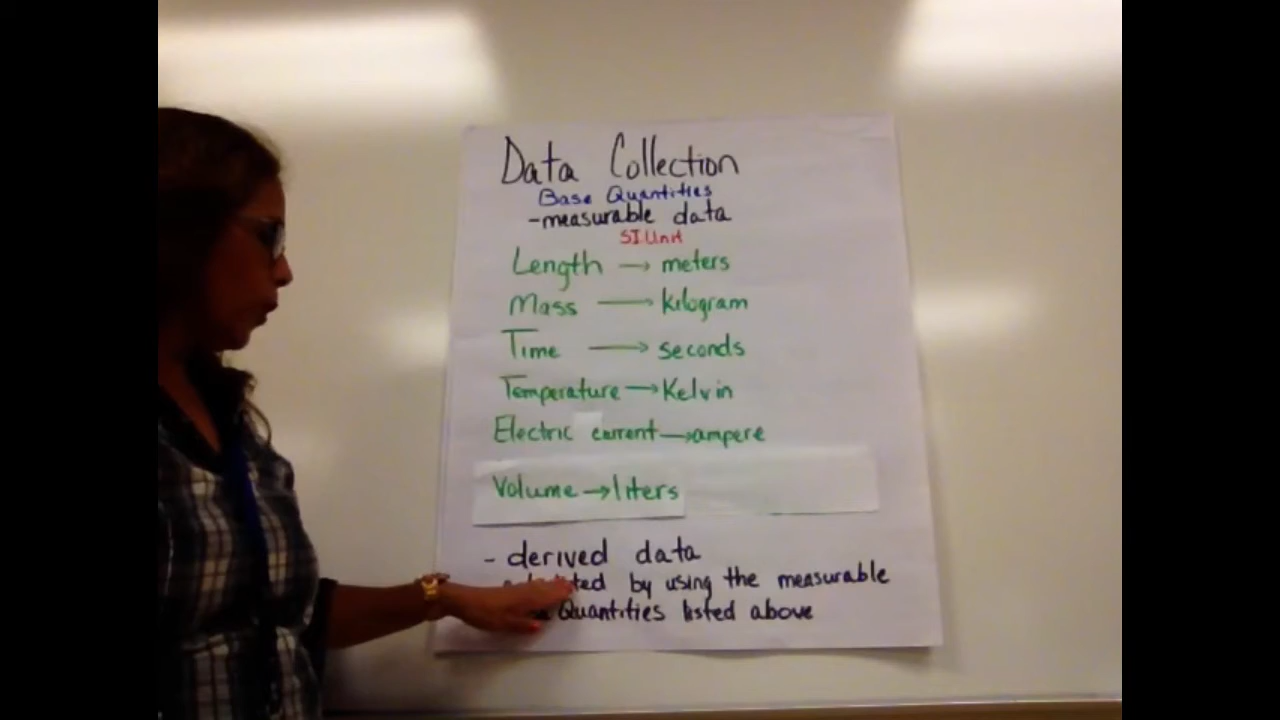 Data Collection
Base Quantities
-measurable data
SI Unit
Length → meters
Mass → kilogram
Time → seconds
Temperature → Kelvin
Electric current → ampere
Volume → liters
- derived data
by using the measurable
Quantities listed above